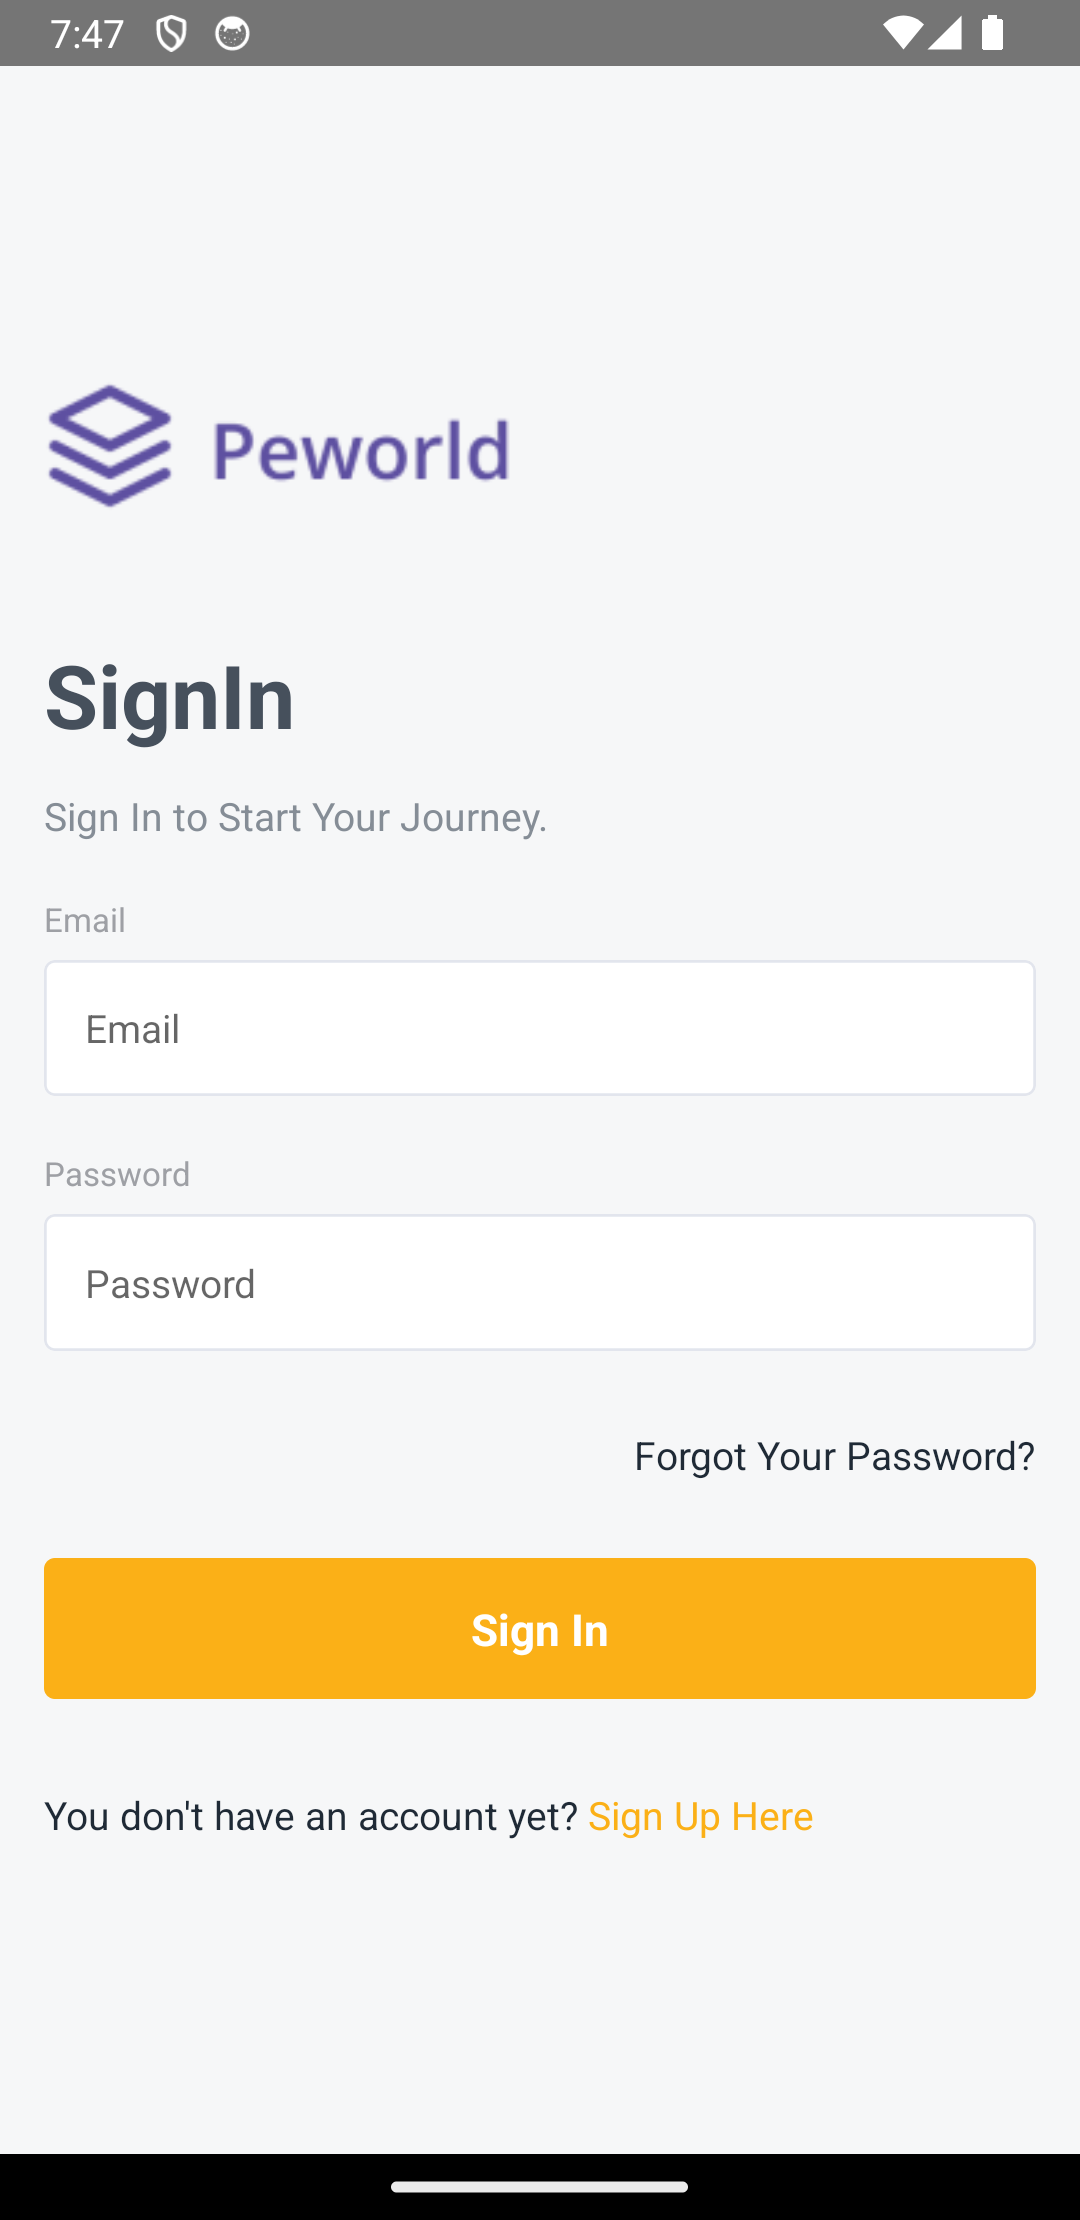 7:47
Peworld
SignIn
Sign In to Start Your Journey.
Email
Email
Password
Password
Forgot Your Password?
Sign In
You don't have an account yet? Sign Up Here